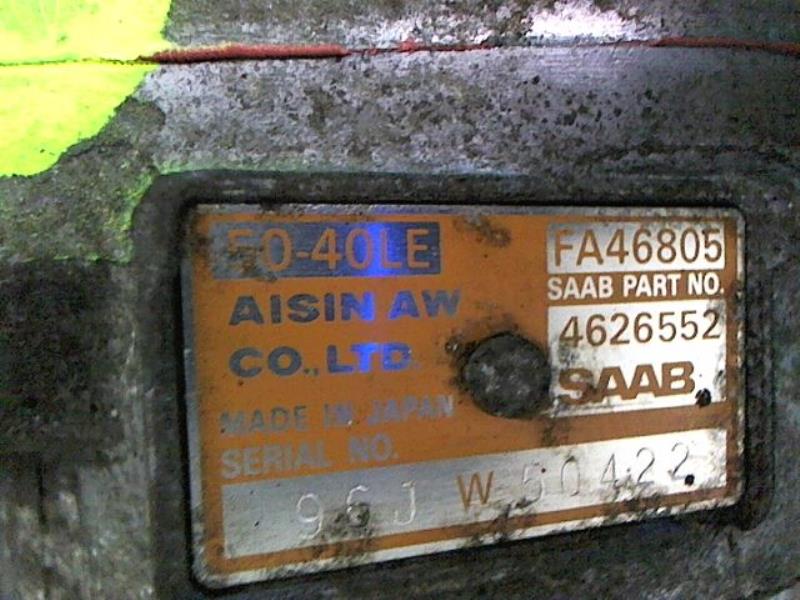 50-40LE
AISIN AW
CO., LTD.
MADE IN JAPAN
SERIAL NO.
FA46805
SAAB PART NO.
4626552
SAAB
96J W 50422